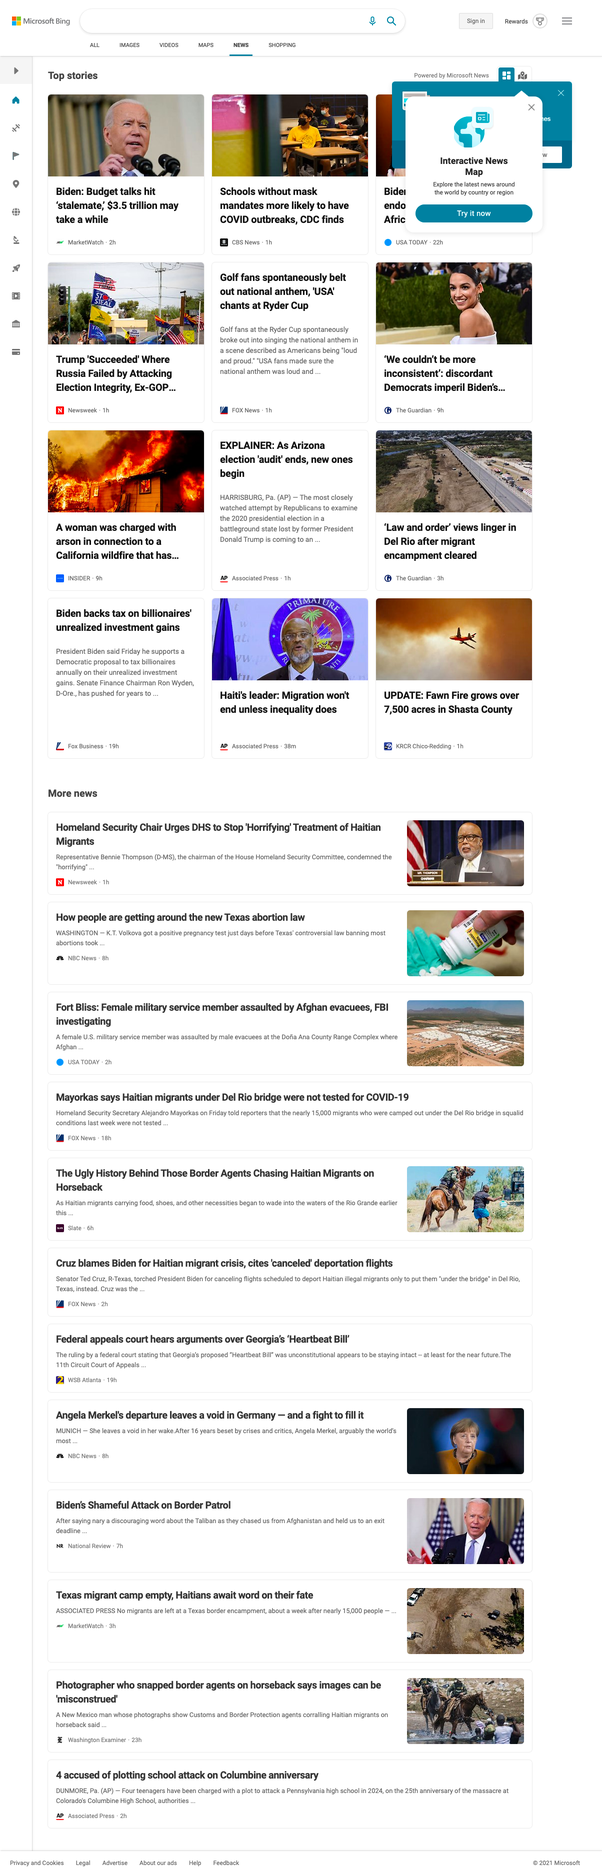 Microsoft Bing
Sign in
Rewards
ALL
IMAGES
VIDEOS
MAPS
NEWS
SHOPPING
Top stories
Powered by Microsoft News
Interactive News
Map
Explore the latest news around
the world by country or region
Try it now
Biden: Budget talks hit
‘stalemate,’ $3.5 trillion may
take a while
MarketWatch · 2h
Schools without mask
mandates more likely to have
COVID outbreaks, CDC finds
CBS News · 1h
USA TODAY · 22h
Trump 'Succeeded' Where
Russia Failed by Attacking
Election Integrity, Ex-GOP...
Newsweek · 1h
Golf fans spontaneously belt
out national anthem, 'USA'
chants at Ryder Cup
Golf fans at the Ryder Cup spontaneously
broke out into singing the national anthem in
a scene described as Americans being "loud
and proud." "USA fans made sure the
national anthem was loud and ...
FOX News · 1h
‘We couldn’t be more
inconsistent’: discordant
Democrats imperil Biden’s...
The Guardian · 9h
A woman was charged with
arson in connection to a
California wildfire that has...
INSIDER · 9h
EXPLAINER: As Arizona
election 'audit' ends, new ones
begin
HARRISBURG, Pa. (AP) — The most closely
watched attempt by Republicans to examine
the 2020 presidential election in a
battleground state lost by former President
Donald Trump is coming to an ...
AP Associated Press · 1h
‘Law and order’ views linger in
Del Rio after migrant
encampment cleared
The Guardian · 3h
Biden backs tax on billionaires'
unrealized investment gains
President Biden said Friday he supports a
Democratic proposal to tax billionaires
annually on their unrealized investment
gains. Senate Finance Chairman Ron Wyden,
D-Ore., has pushed for years to ...
Fox Business · 19h
Haiti's leader: Migration won't
end unless inequality does
AP Associated Press · 38m
UPDATE: Fawn Fire grows over
7,500 acres in Shasta County
KRCR Chico-Redding · 1h
More news
Homeland Security Chair Urges DHS to Stop 'Horrifying' Treatment of Haitian
Migrants
Representative Bennie Thompson (D-MS), the chairman of the House Homeland Security Committee, condemned the
"horrifying" ...
Newsweek · 1h
How people are getting around the new Texas abortion law
WASHINGTON — K.T. Volkova got a positive pregnancy test just days before Texas' controversial law banning most
abortions took ...
NBC News · 8h
Fort Bliss: Female military service member assaulted by Afghan evacuees, FBI
investigating
A female U.S. military service member was assaulted by male evacuees at the Doña Ana County Range Complex where
Afghan ...
USA TODAY · 2h
Mayorkas says Haitian migrants under Del Rio bridge were not tested for COVID-19
Homeland Security Secretary Alejandro Mayorkas on Friday told reporters that the nearly 15,000 migrants who were camped out under the Del Rio bridge in squalid
conditions last week were not tested ...
FOX News · 18h
The Ugly History Behind Those Border Agents Chasing Haitian Migrants on
Horseback
As Haitian migrants carrying food, shoes, and other necessities began to wade into the waters of the Rio Grande earlier
this ...
Slate · 6h
Cruz blames Biden for Haitian migrant crisis, cites 'canceled' deportation flights
Senator Ted Cruz, R-Texas, torched President Biden for canceling flights scheduled to deport Haitian illegal migrants only to put them "under the bridge" in Del Rio,
Texas, instead. Cruz was the ...
FOX News · 2h
Federal appeals court hears arguments over Georgia’s ‘Heartbeat Bill’
The ruling by a federal court stating that Georgia's proposed "Heartbeat Bill" was unconstitutional appears to be staying intact -- at least for the near future.The
11th Circuit Court of Appeals ...
WSB Atlanta · 19h
Angela Merkel's departure leaves a void in Germany — and a fight to fill it
MUNICH — She leaves a void in her wake.After 16 years beset by crises and critics, Angela Merkel, arguably the world's
most ...
NBC News · 8h
Biden’s Shameful Attack on Border Patrol
After saying nary a discouraging word about the Taliban as they chased us from Afghanistan and held us to an exit
deadline ...
NR National Review · 7h
Texas migrant camp empty, Haitians await word on their fate
ASSOCIATED PRESS No migrants are left at a Texas border encampment, about a week after nearly 15,000 people — ...
MarketWatch · 3h
Photographer who snapped border agents on horseback says images can be
'misconstrued'
A New Mexico man whose photographs show Customs and Border Protection agents corralling Haitian migrants on
horseback said ...
Washington Examiner · 23h
4 accused of plotting school attack on Columbine anniversary
DUNMORE, Pa. (AP) — Four teenagers have been charged with a plot to attack a Pennsylvania high school in 2024, on the 25th anniversary of the massacre at
Colorado's Columbine High School, authorities ...
AP Associated Press · 2h
Privacy and Cookies
Legal
Advertise
About our ads
Help
Feedback
© 2021 Microsoft